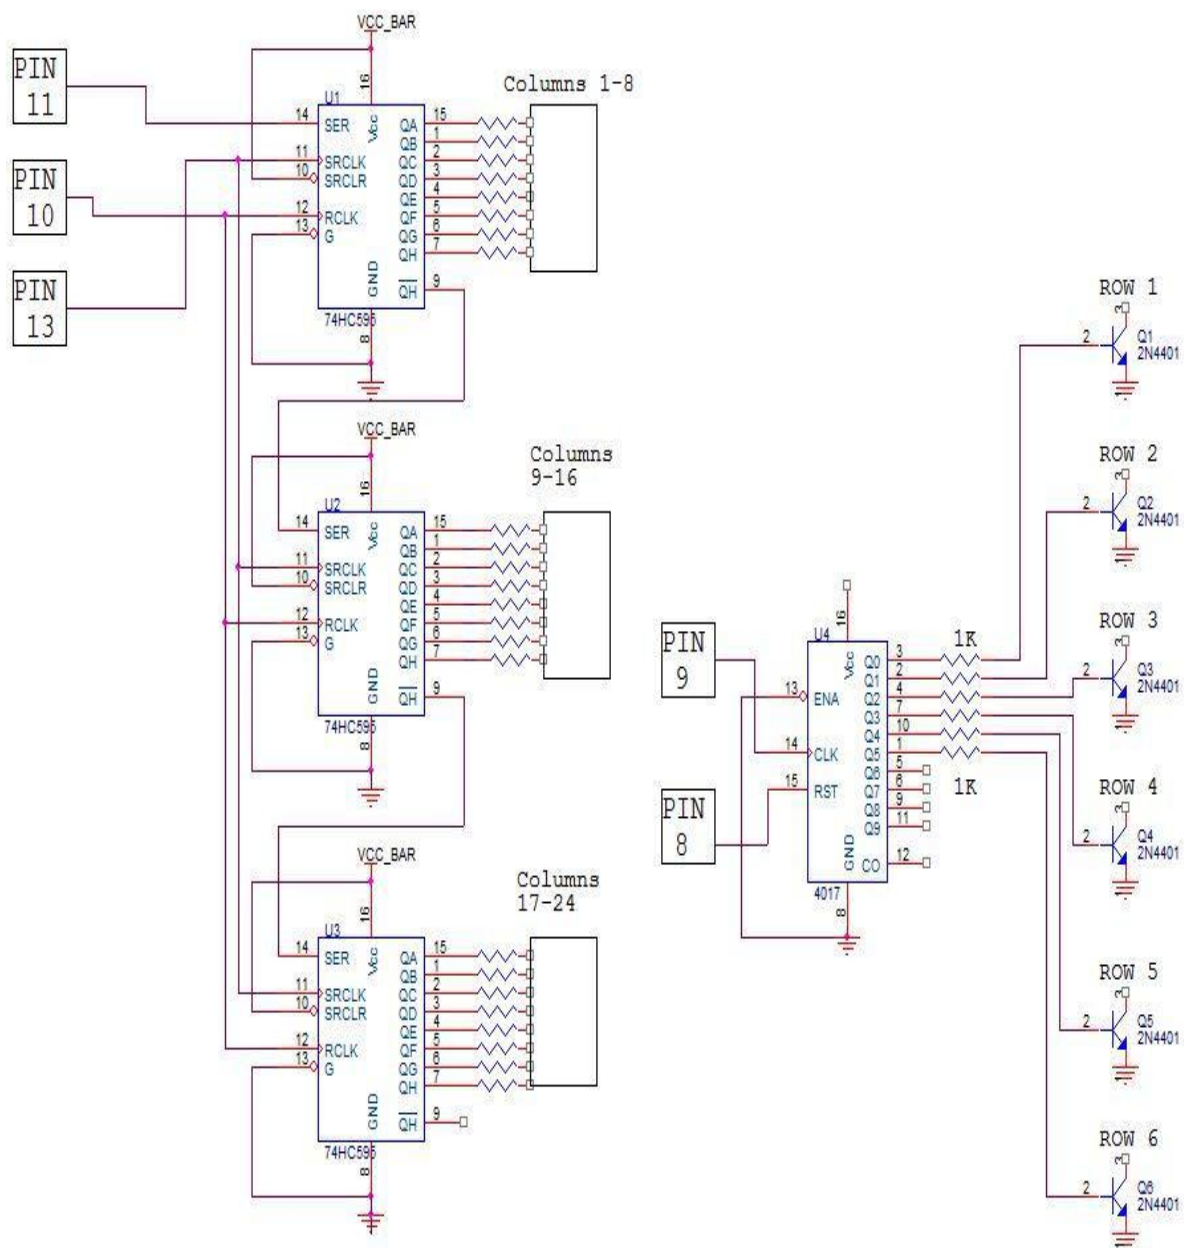 PIN
11
PIN
10
PIN
13
VCC_BAR
U1
16
Vcc
14 SER
11 SRCLK
10 SRCLR
12 RCLK
13 G
GND
8
QA 15
QB 1
QC 2
QD 3
QE 4
QF 5
QG 6
QH 7
QH 9
74HC595
Columns 1-8
VCC_BAR
U2
16
Vcc
14 SER
11 SRCLK
10 SRCLR
12 RCLK
13 G
GND
8
QA 15
QB 1
QC 2
QD 3
QE 4
QF 5
QG 6
QH 7
QH 9
74HC595
Columns
9-16
VCC_BAR
U3
16
Vcc
14 SER
11 SRCLK
10 SRCLR
12 RCLK
13 G
GND
8
QA 15
QB 1
QC 2
QD 3
QE 4
QF 5
QG 6
QH 7
QH 9
74HC595
Columns
17-24
PIN
9
PIN
8
U4
16
Vcc
13 ENA
14 CLK
15 RST
GND
8
Q0 3
Q1 2
Q2 4
Q3 7
Q4 10
Q5 1
Q6 5
Q7 6
Q8 9
Q9 11
CO 12
4017
1K
1K
ROW 1
3
2
Q1
2N4401
1
ROW 2
3
2
Q2
2N4401
1
ROW 3
3
2
Q3
2N4401
1
ROW 4
3
2
Q4
2N4401
1
ROW 5
3
2
Q5
2N4401
1
ROW 6
3
2
Q6
2N4401
1